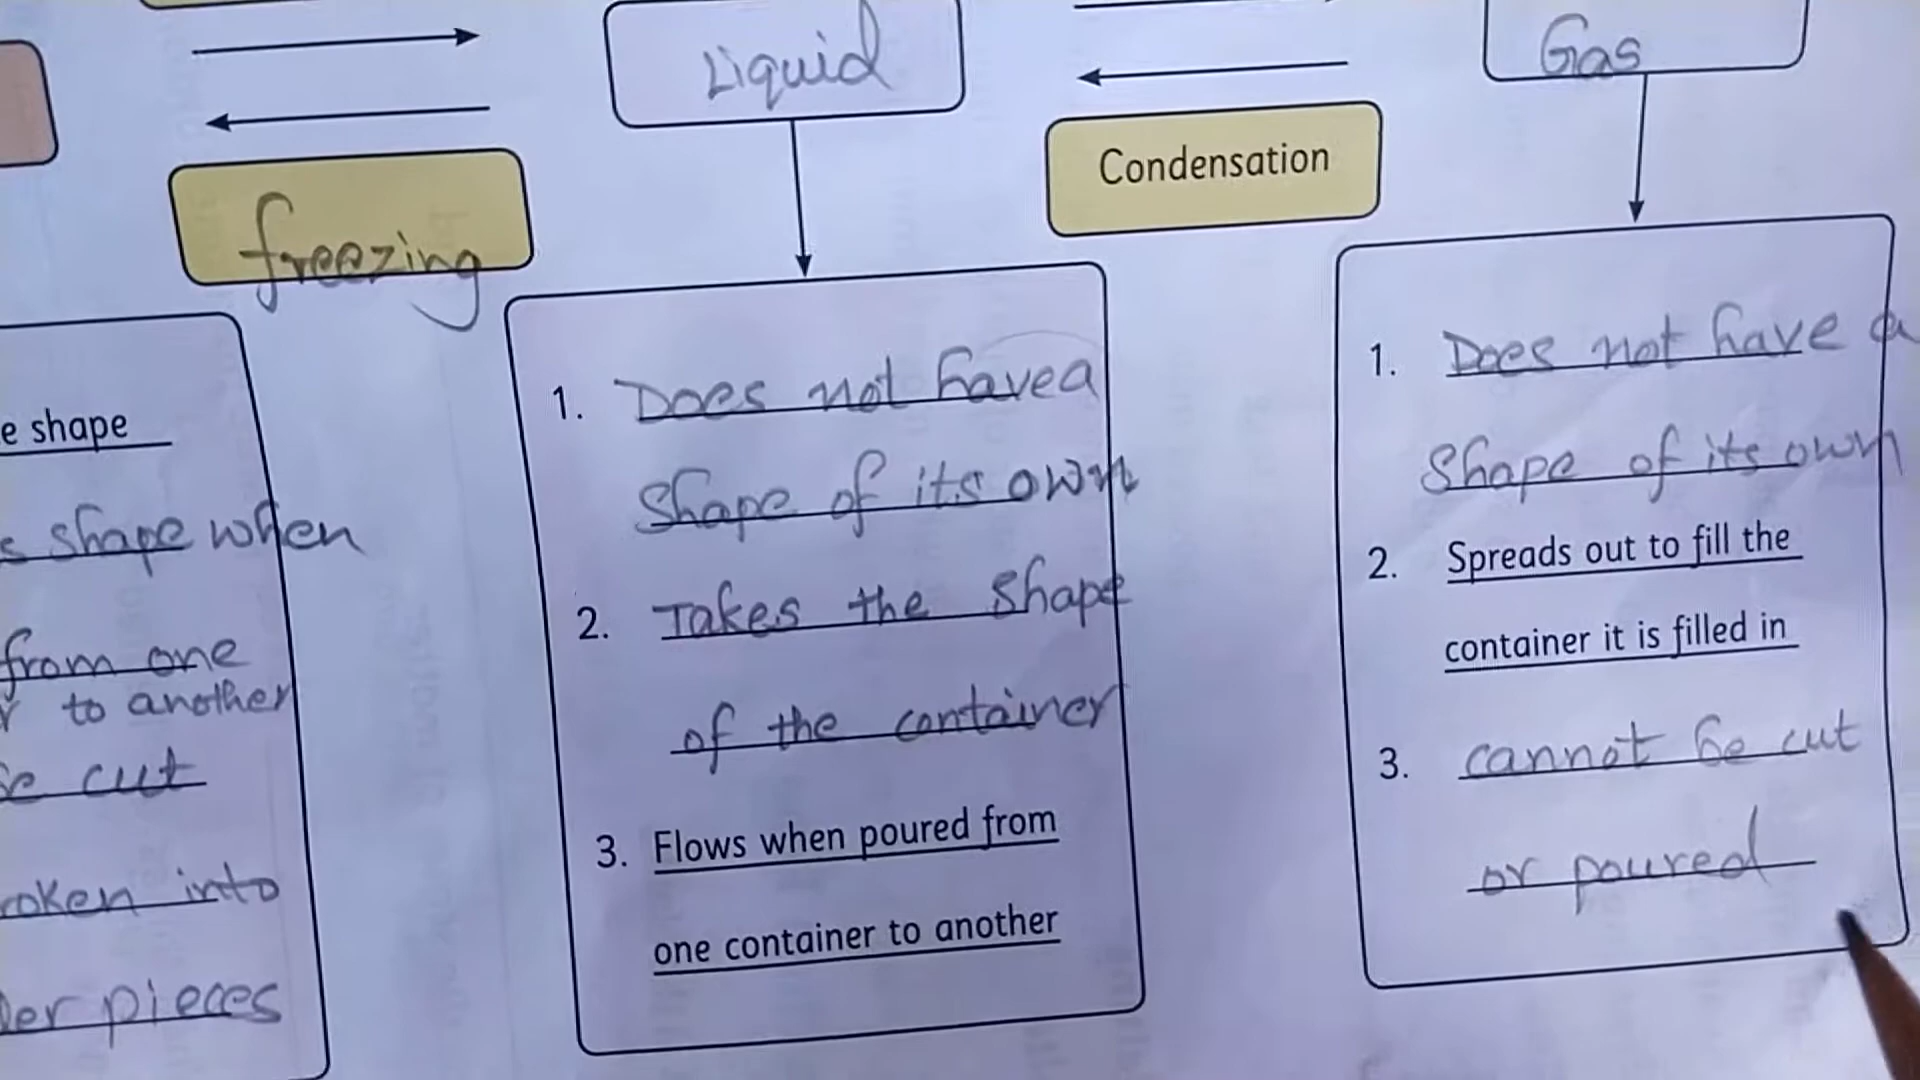 Liquid
Gas
freezing
Condensation
e shape
s shape when
from one
r to another
be cut
roken into
ler pieces
1. Does not have a
shape of its own
2. Takes the shape
of the container
3. Flows when poured from
one container to another
1. Does not have a
shape of its own
2. Spreads out to fill the
container it is filled in
3. cannot be cut
or poured